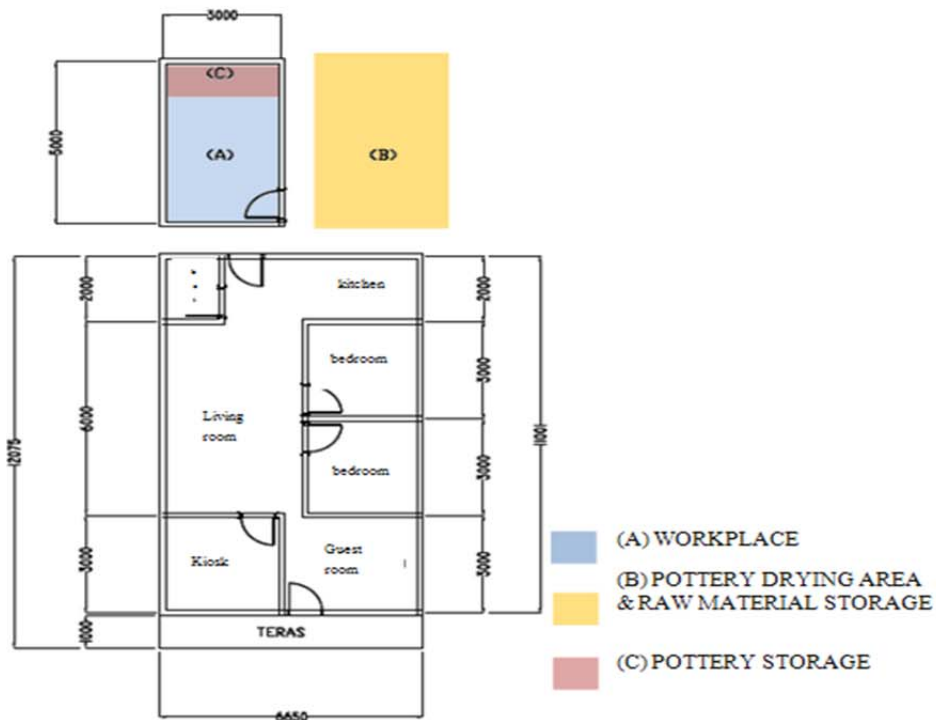 3000
(C)
5000
(A)
(B)
2000
kitchen
2000
bedroom
3000
6000
Living
room
12075
bedroom
3000
Kiosk
Guest
room
3000
3000
TERAS
1000
6650
(A) WORKPLACE
(B) POTTERY DRYING AREA
& RAW MATERIAL STORAGE
(C) POTTERY STORAGE